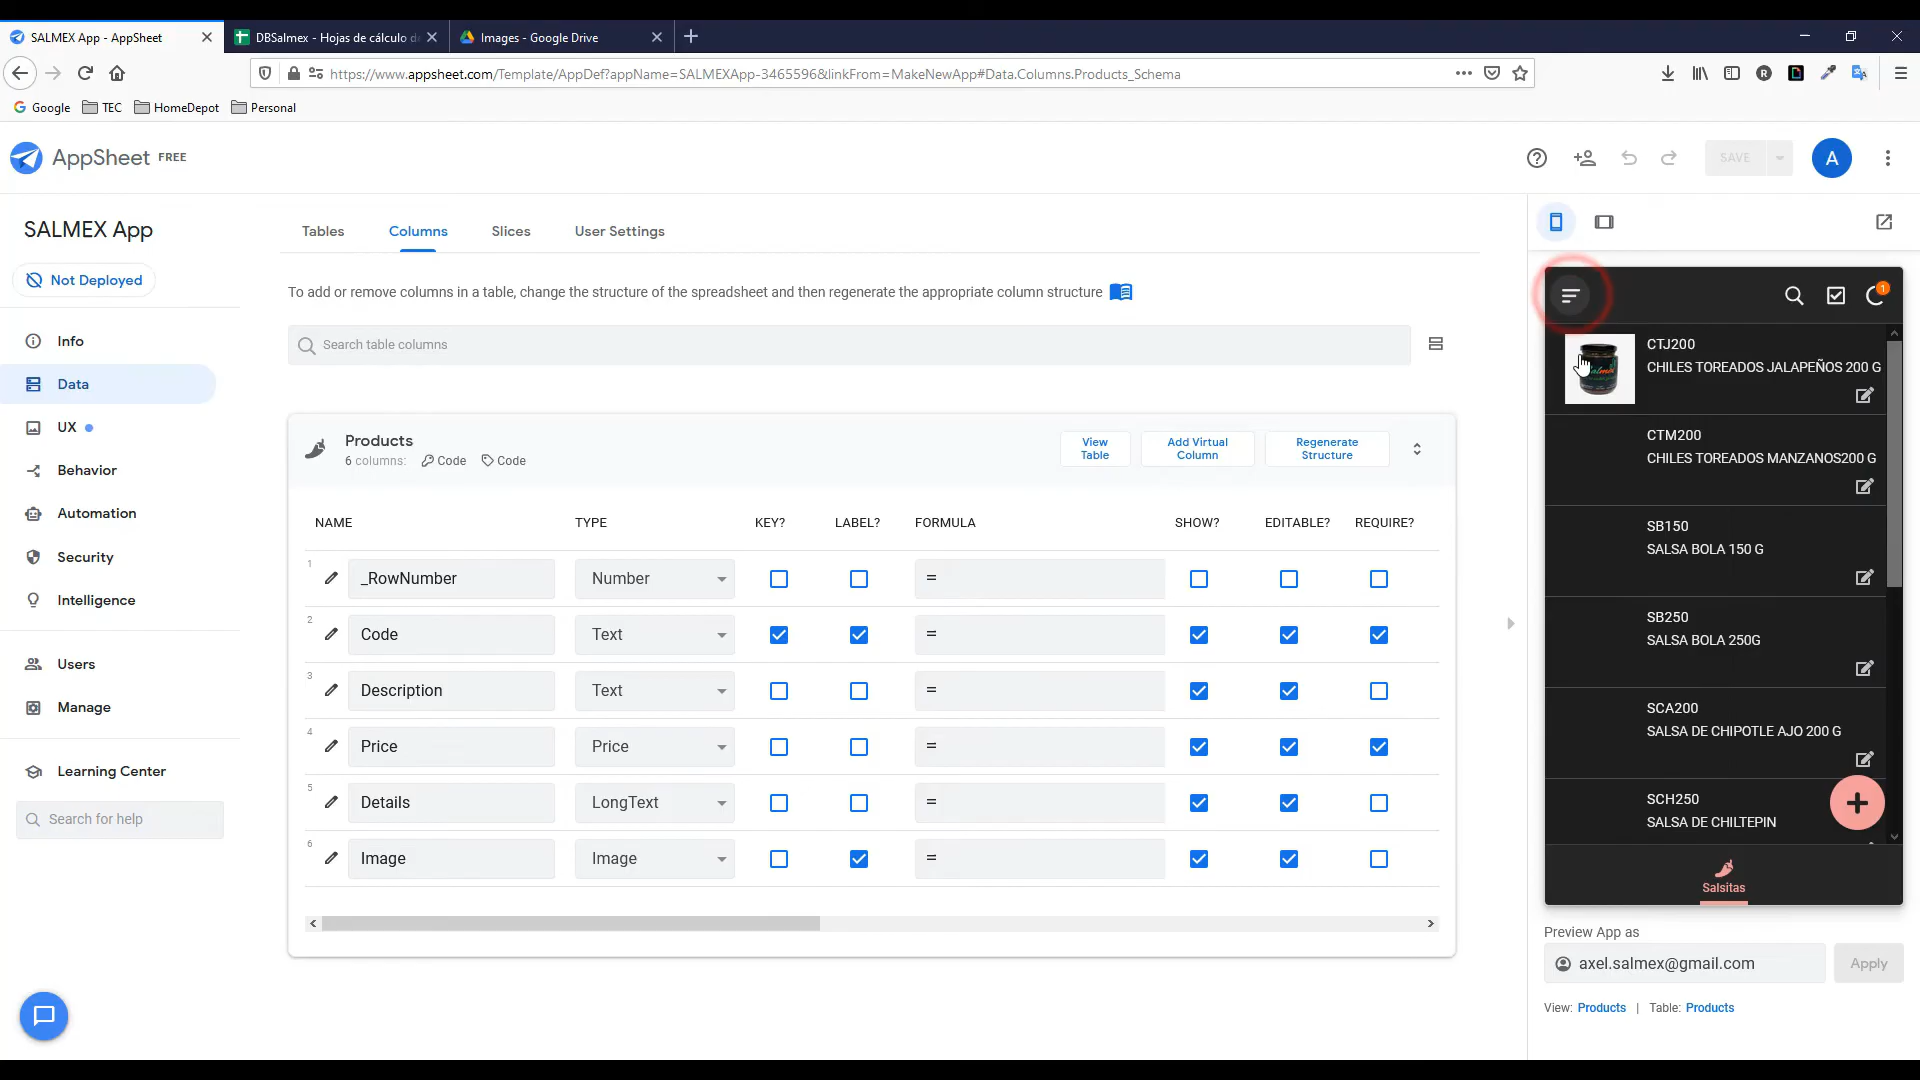 SALMEX App - AppSheet
DBSalmex - Hojas de cálculo d
Images - Google Drive
https://www.appsheet.com/Template/AppDef?appName=SALMEXApp-3465596&linkFrom=MakeNewApp#Data.Columns.Products_Schema
Google TEC HomeDepot Personal
AppSheet FREE
SAVE
A
SALMEX App
Not Deployed
Info
Data
UX
Behavior
Automation
Security
Intelligence
Users
Manage
Learning Center
Search for help
Tables Columns Slices User Settings
To add or remove columns in a table, change the structure of the spreadsheet and then regenerate the appropriate column structure
Search table columns
Products
6 columns: Code Code
View Table
Add Virtual Column
Regenerate Structure
NAME TYPE KEY? LABEL? FORMULA SHOW? EDITABLE? REQUIRE?
1 _RowNumber Number =
2 Code Text =
3 Description Text =
4 Price Price =
5 Details LongText =
6 Image Image =
1
CTJ200
CHILES TOREADOS JALAPEÑOS 200 G
CTM200
CHILES TOREADOS MANZANOS200 G
SB150
SALSA BOLA 150 G
SB250
SALSA BOLA 250G
SCA200
SALSA DE CHIPOTLE AJO 200 G
SCH250
SALSA DE CHILTEPIN
Salsitas
Preview App as
axel.salmex@gmail.com
Apply
View: Products | Table: Products